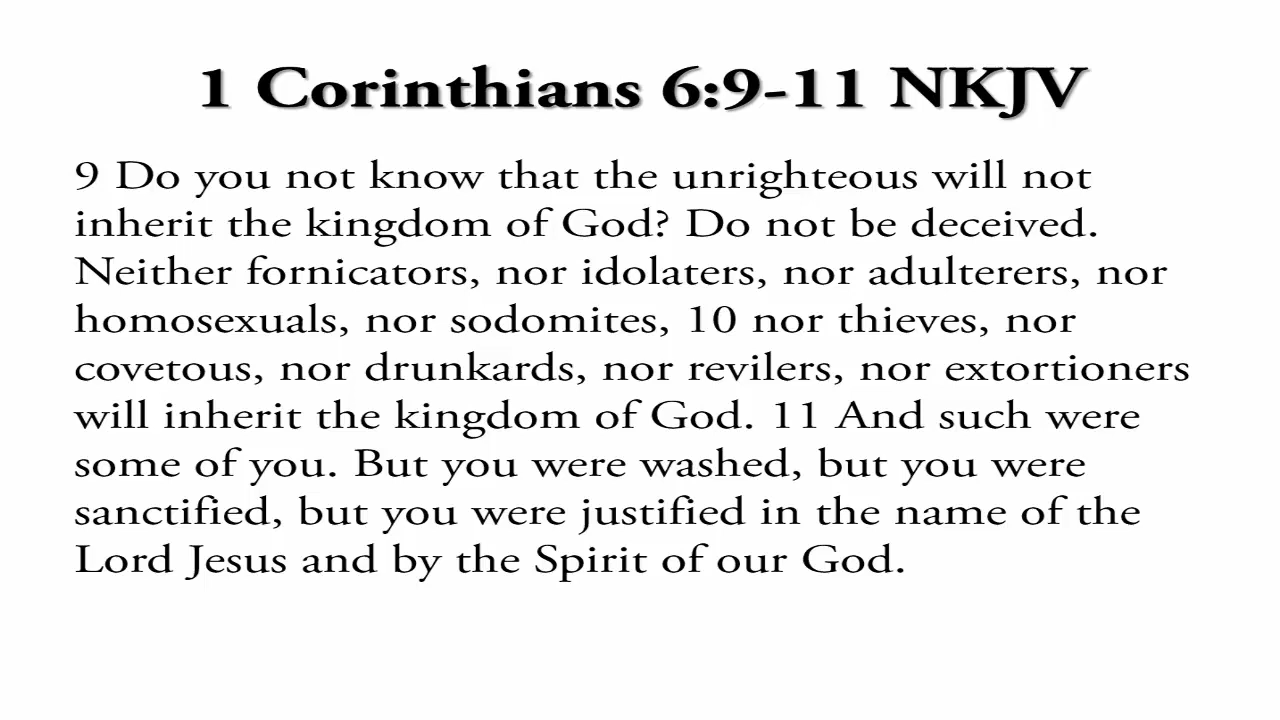 1 Corinthians 6:9-11 NKJV
9 Do you not know that the unrighteous will not
inherit the kingdom of God? Do not be deceived.
Neither fornicators, nor idolaters, nor adulterers, nor
homosexuals, nor sodomites, 10 nor thieves, nor
covetous, nor drunkards, nor revilers, nor extortioners
will inherit the kingdom of God. 11 And such were
some of you. But you were washed, but you were
sanctified, but you were justified in the name of the
Lord Jesus and by the Spirit of our God.